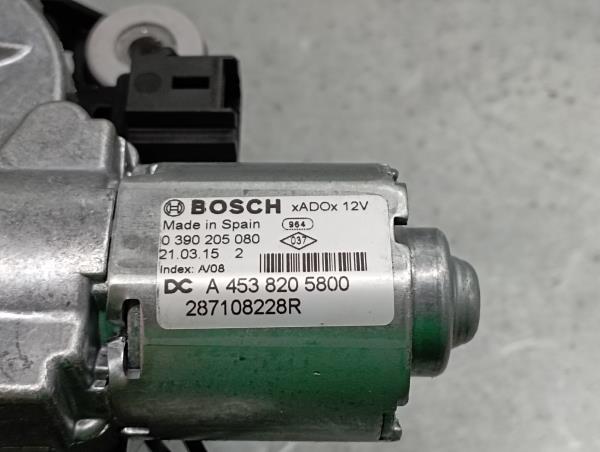 BOSCH xADOx 12V
Made in Spain 964
0 390 205 080 037
21.03.15 2
Index: A/08
DC A 453 820 5800
287108228R